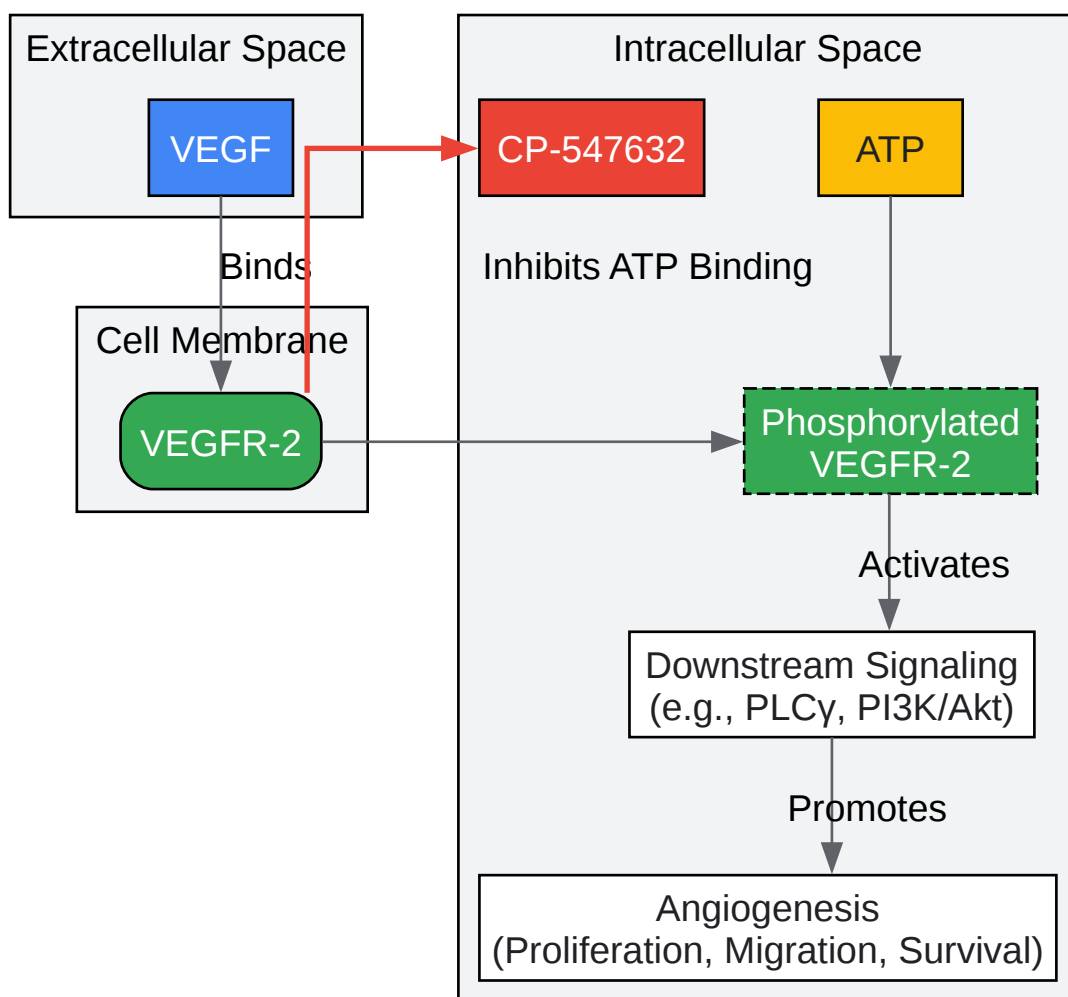 Extracellular Space
Intracellular Space
VEGF
CP-547632
ATP
Binds
Inhibits ATP Binding
Cell Membrane
VEGFR-2
Phosphorylated
VEGFR-2
Activates
Downstream Signaling
(e.g., PLCγ, PI3K/Akt)
Promotes
Angiogenesis
(Proliferation, Migration, Survival)